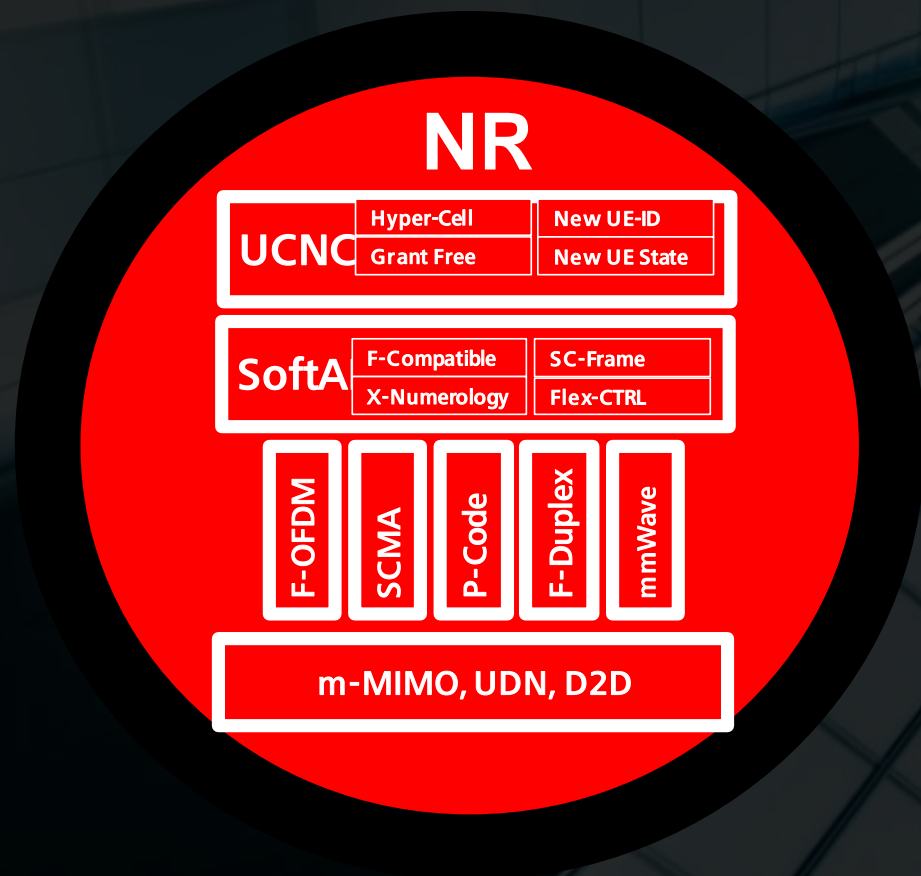 NR
UCNC
Hyper-Cell
New UE-ID
Grant Free
New UE State
F-Compatible
SC-Frame
X-Numerology
Flex-CTRL
F-OFDM
SCMA
P-Code
F-Duplex
mmWave
m-MIMO, UDN, D2D